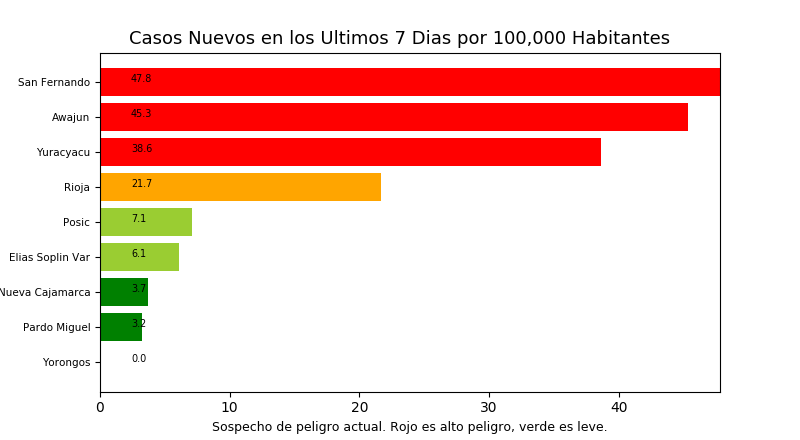 Casos Nuevos en los Ultimos 7 Dias por 100,000 Habitantes
San Fernando 47.8
Awajun 45.3
Yuracyacu 38.6
Rioja 21.7
Posic 7.1
Elias Soplin Var 6.1
Nueva Cajamarca 3.7
Pardo Miguel 3.2
Yorongos 0.0
0 10 20 30 40
Sospecho de peligro actual. Rojo es alto peligro, verde es leve.